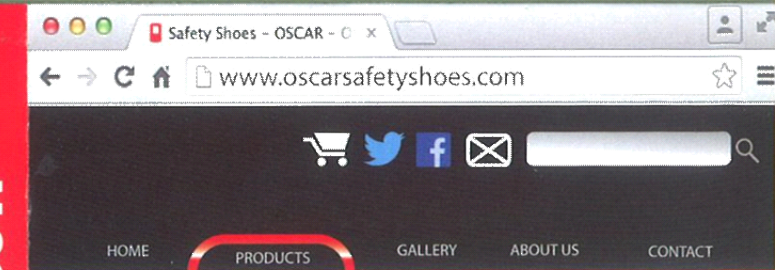 Safety Shoes - OSCAR -
www.oscarsafetyshoes.com
HOME PRODUCTS GALLERY ABOUT US CONTACT